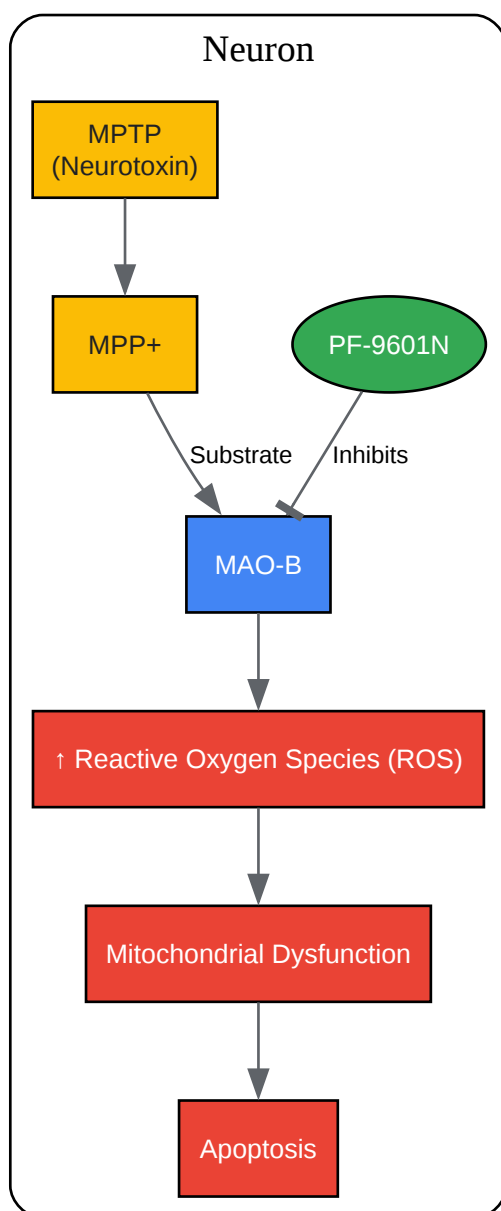 Neuron
MPTP
(Neurotoxin)
MPP+
PF-9601N
Substrate
Inhibits
MAO-B
↑ Reactive Oxygen Species (ROS)
Mitochondrial Dysfunction
Apoptosis